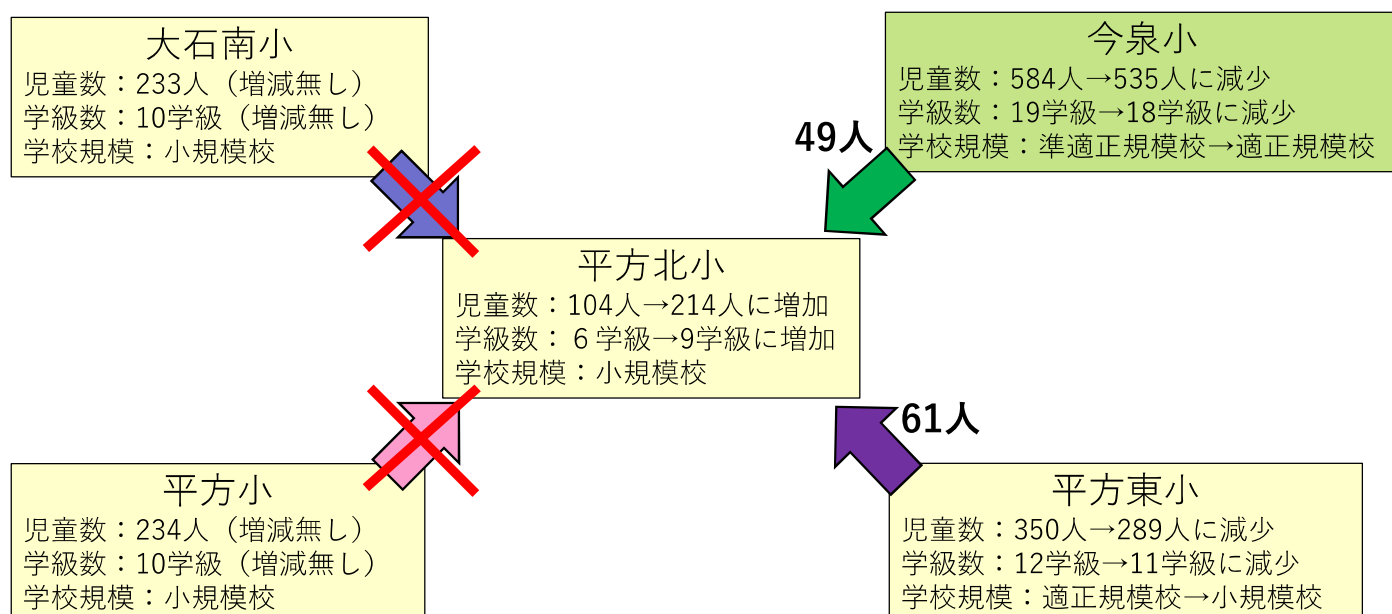 大石南小
児童数：233人（増減無し）
学級数：10学級（増減無し）
学校規模：小規模校
今泉小
児童数：584人→535人に減少
学級数：19学級→18学級に減少
学校規模：準適正規模校→適正規模校
49人
平方北小
児童数：104人→214人に増加
学級数：６学級→9学級に増加
学校規模：小規模校
61人
平方小
児童数：234人（増減無し）
学級数：10学級（増減無し）
学校規模：小規模校
平方東小
児童数：350人→289人に減少
学級数：12学級→11学級に減少
学校規模：適正規模校→小規模校